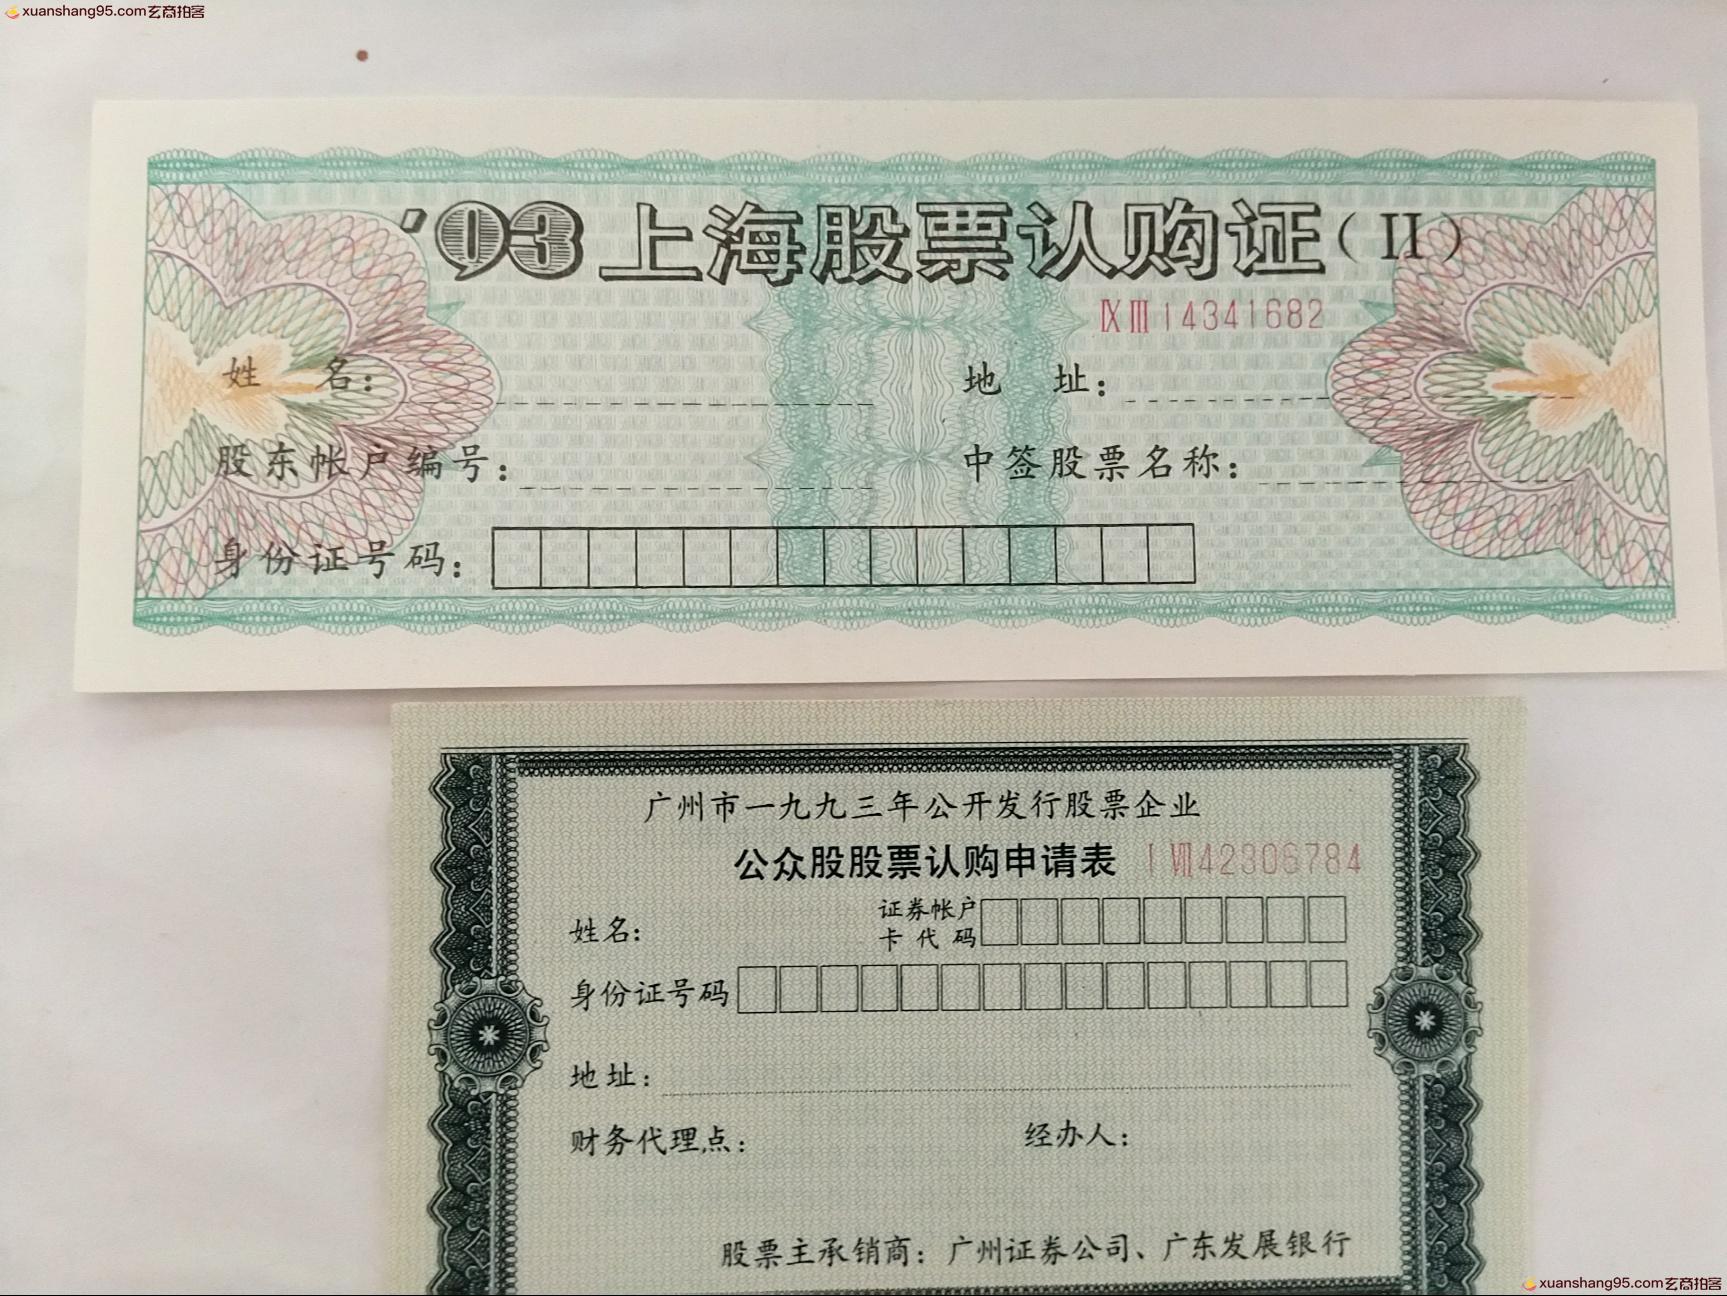 xuanshang95.com玄商拍客
'93上海股票认购证(II)
ⅨⅢ14341682
姓 名: 地 址:
股东帐户编号: 中签股票名称:
身份证号码:
广州市一九九三年公开发行股票企业
公众股股票认购申请表 ⅠⅦ42306784
姓名: 证券帐户
卡代码
身份证号码
地址:
财务代理点: 经办人:
股票主承销商:广州证券公司、广东发展银行
xuanshang95.com玄商拍客